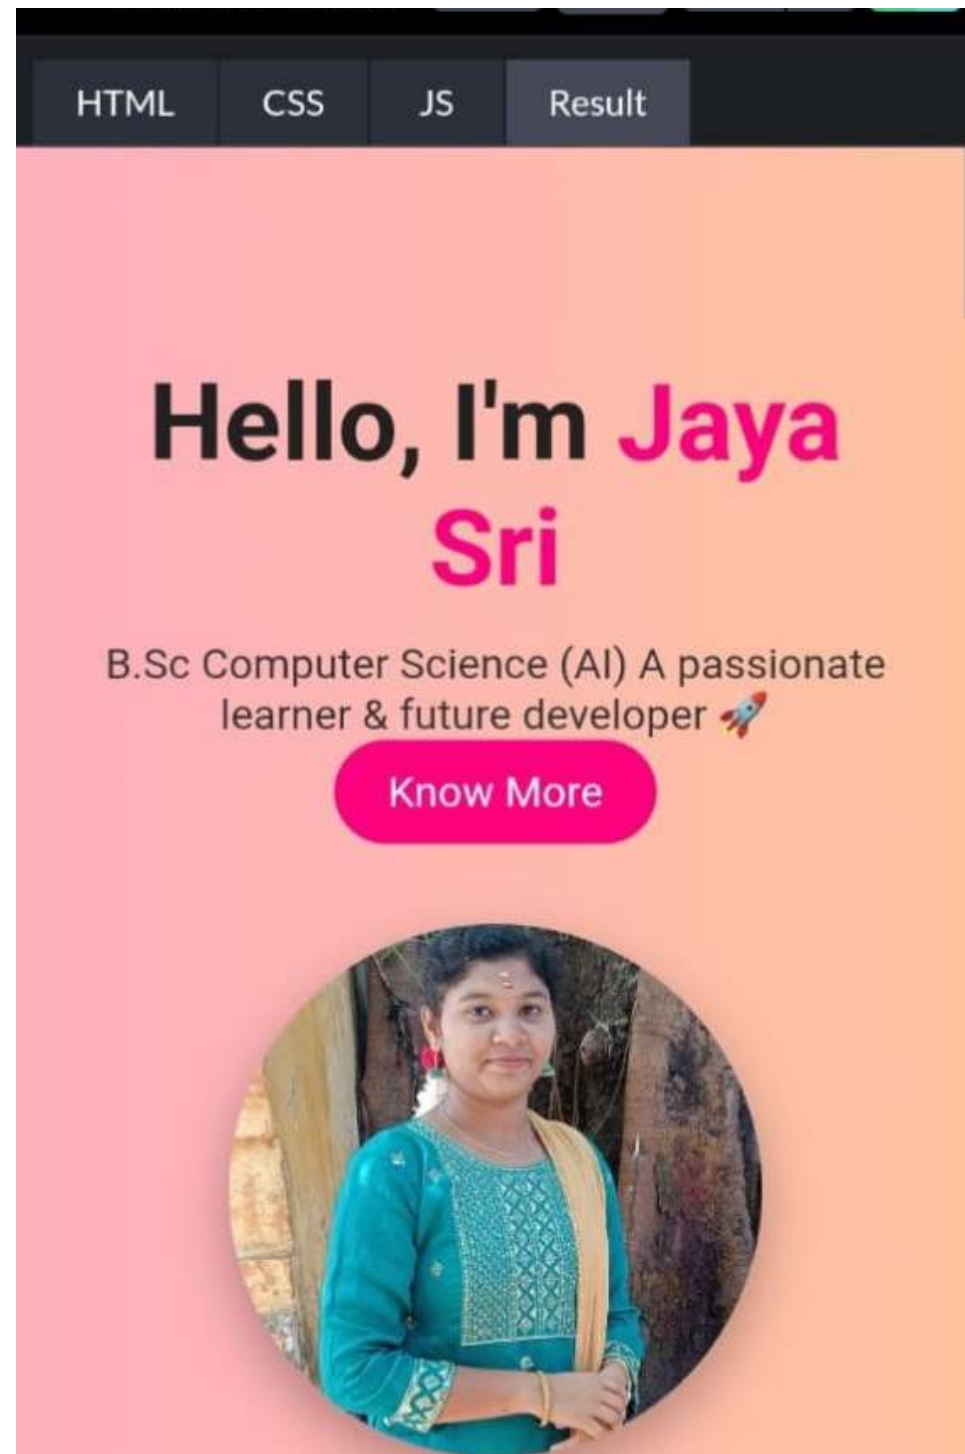 HTML CSS JS Result
Hello, I'm Jaya
Sri
B.Sc Computer Science (AI) A passionate
learner & future developer 🚀
Know More